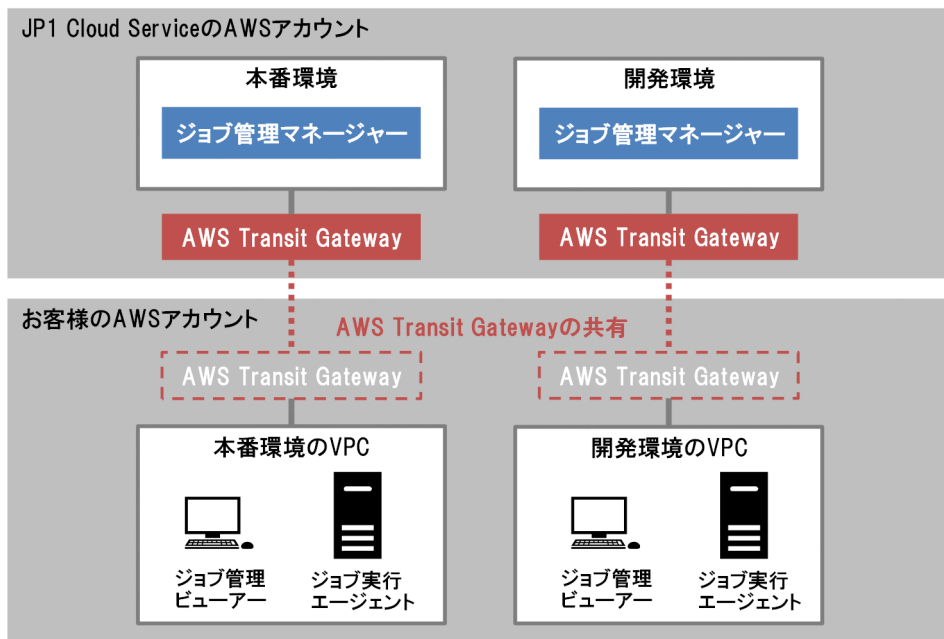 JP1 Cloud ServiceのAWSアカウント
本番環境
開発環境
ジョブ管理マネージャー
ジョブ管理マネージャー
AWS Transit Gateway
AWS Transit Gateway
お客様のAWSアカウント
AWS Transit Gatewayの共有
AWS Transit Gateway
AWS Transit Gateway
本番環境のVPC
開発環境のVPC
ジョブ管理
ビューアー
ジョブ実行
エージェント
ジョブ管理
ビューアー
ジョブ実行
エージェント